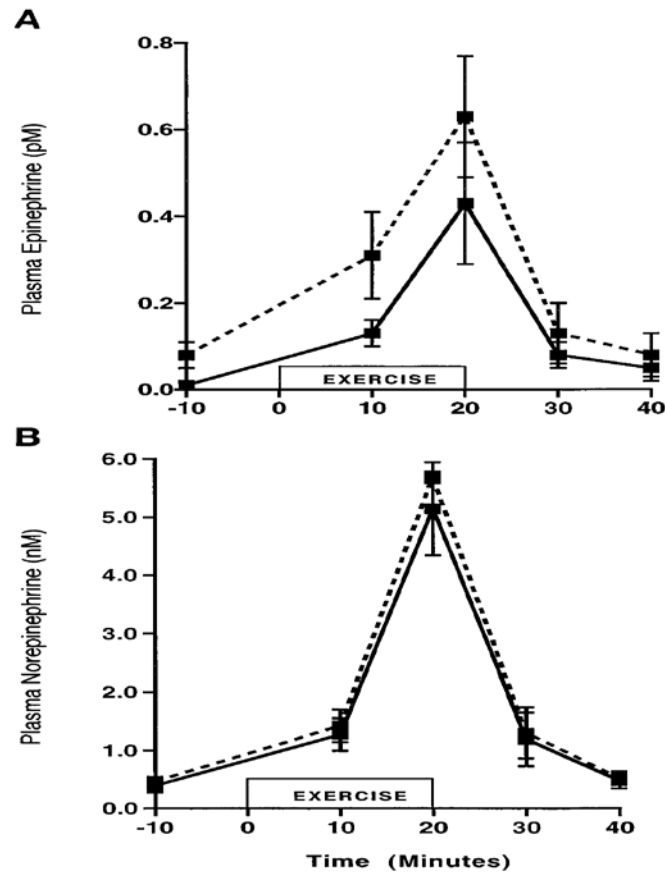 A
Plasma Epinephrine (pM)
0.8
0.6
0.4
0.2
0.0
EXERCISE
-10 0 10 20 30 40
B
Plasma Norepinephrine (nM)
6.0
5.0
4.0
3.0
2.0
1.0
0.0
EXERCISE
-10 0 10 20 30 40
Time (Minutes)